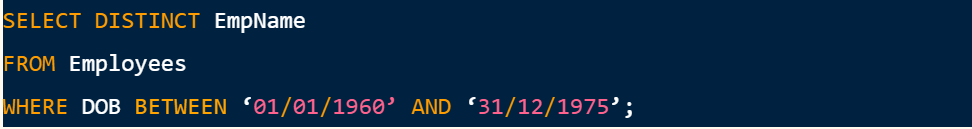 SELECT DISTINCT EmpName
FROM Employees
WHERE DOB BETWEEN ‘01/01/1960’ AND ‘31/12/1975’;